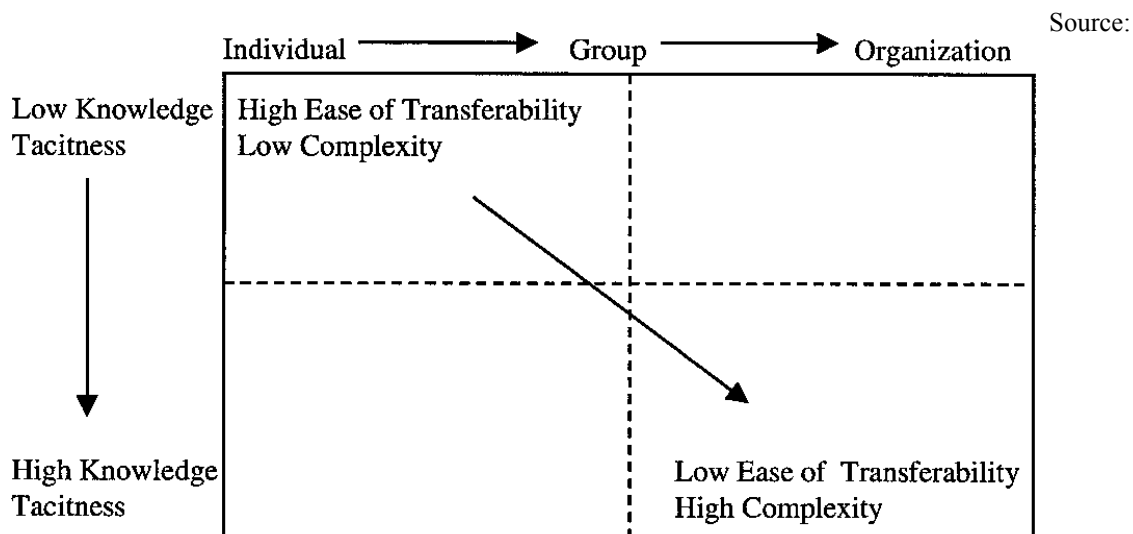 Source:
Individual Group Organization
Low Knowledge
Tacitness
High Ease of Transferability
Low Complexity
High Knowledge
Tacitness
Low Ease of Transferability
High Complexity